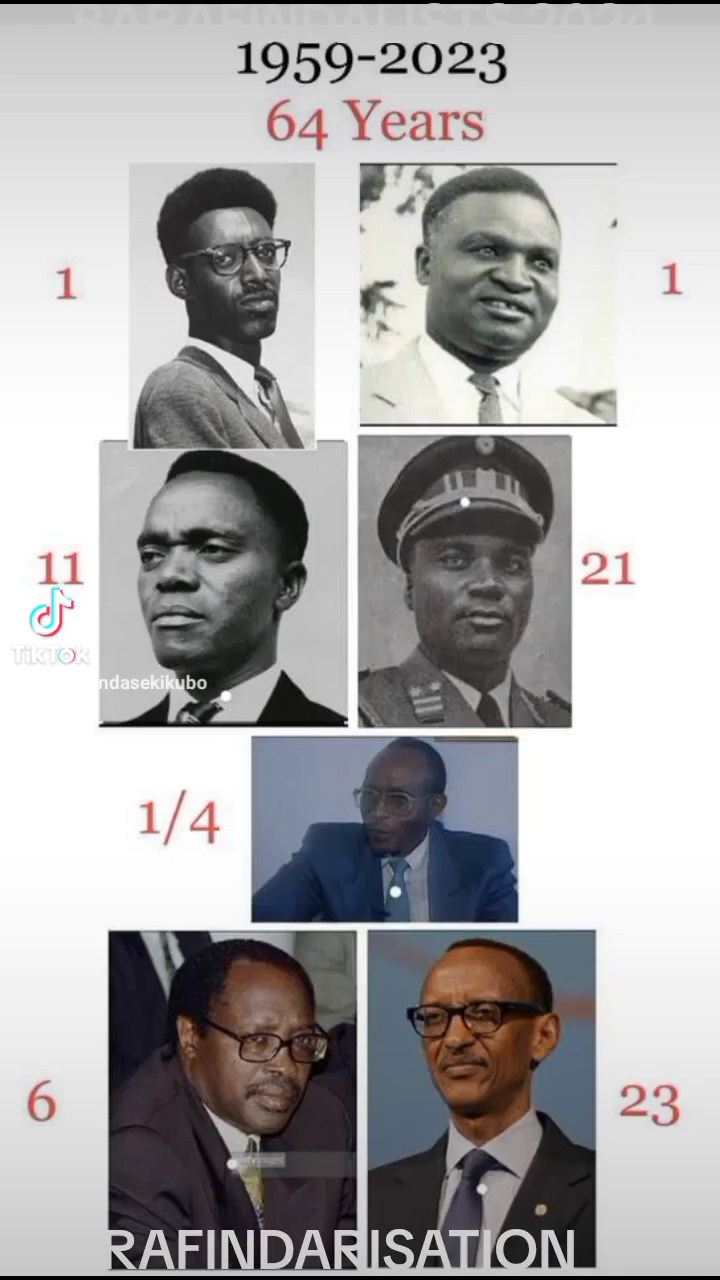 1959-2023
64 Years
1
1
11
21
TikTok
ndasekikubo
1/4
6
23
RAFINDARISATION